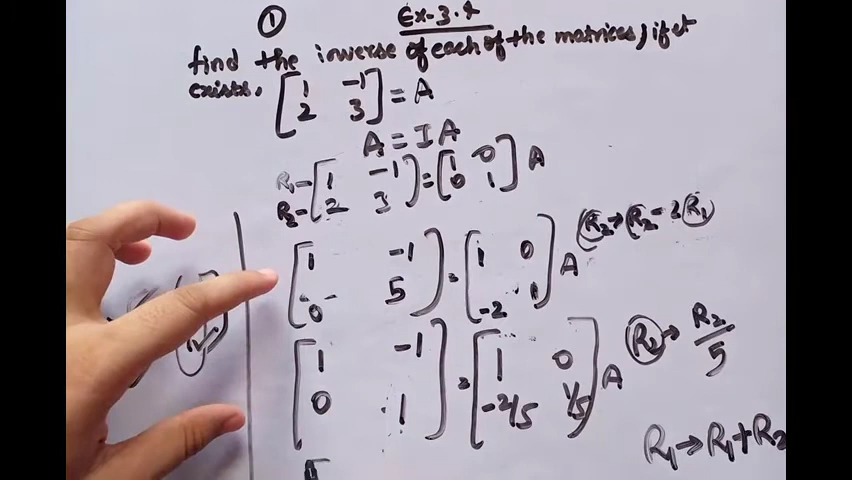 ① Ex-3.4
find the inverse of each of the matrices, if it
exists. [1 -1
2 3] = A
A = I A
R₁- [1 -1
R₂- 2 3] = [1 0
0 1] A
[1 -1
0 5] = [1 0
-2 1] A R₂→R₂-2R₁
[1 -1
0 1] = [1 0
-2/5 1/5] A R₂→R₂/5
R₁→R₁+R₂